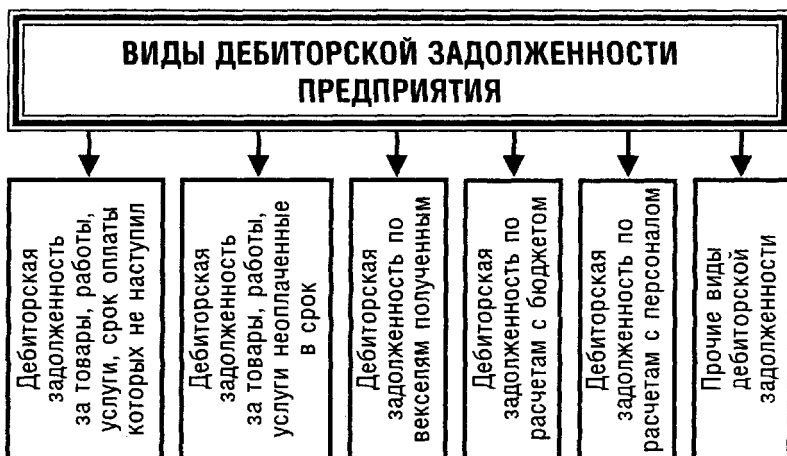 ВИДЫ ДЕБИТОРСКОЙ ЗАДОЛЖЕННОСТИ
ПРЕДПРИЯТИЯ
Дебиторская
задолженность
за товары, работы,
услуги, срок оплаты
которых не наступил
Дебиторская
задолженность
за товары, работы,
услуги неоплаченные
в срок
Дебиторская
задолженность по
векселям полученным
Дебиторская
задолженность по
расчетам с бюджетом
Дебиторская
задолженность по
расчетам с персоналом
Прочие виды
дебиторской
задолженности